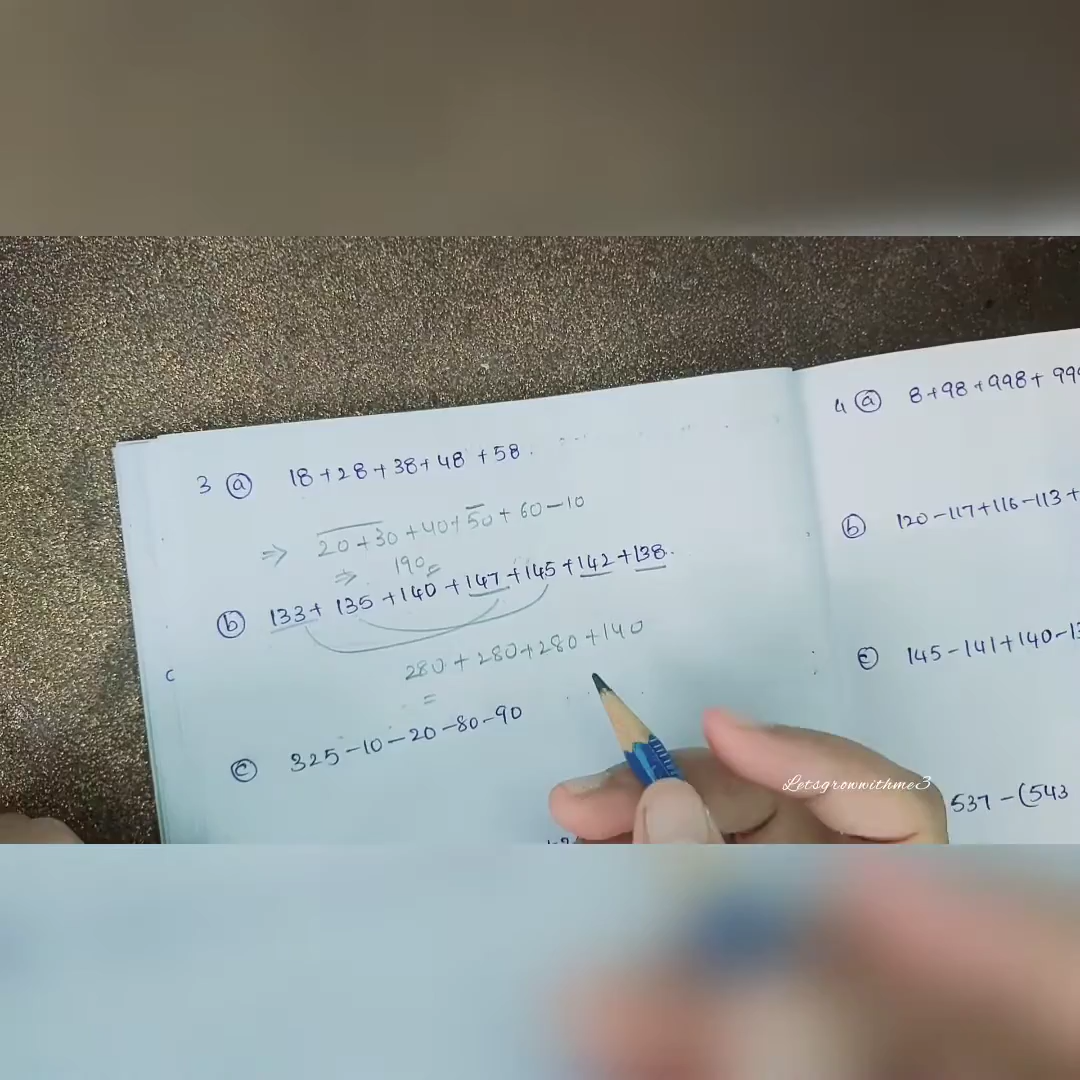 3 (a) 18+28+38+48+58.
⇒ 20+30+40+50+60-10
⇒ 190=
(b) 133+135+140+147+145+142+138.
c
280+280+280+140
=
(c) 325-10-20-80-90
4 (a) 8+98+998+999
(b) 120-117+116-113+
(c) 145-141+140-13
537-(543
Letsgrowwithme3